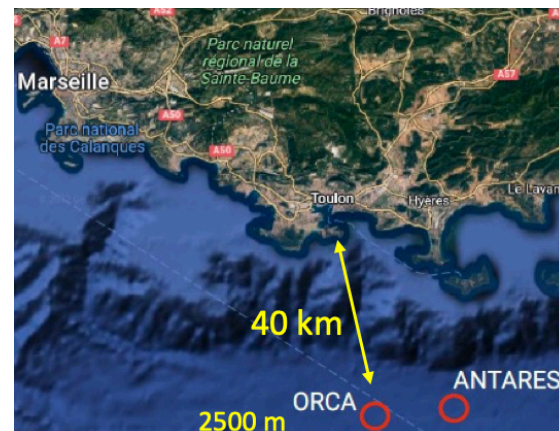 Brignoles
A7
Parc naturel
régional de la
Sainte-Baume
A57
Marseille
A50
Parc national
des Calanques
A50
Toulon
Hyères
Le Lavan
40 km
ANTARES
ORCA
2500 m